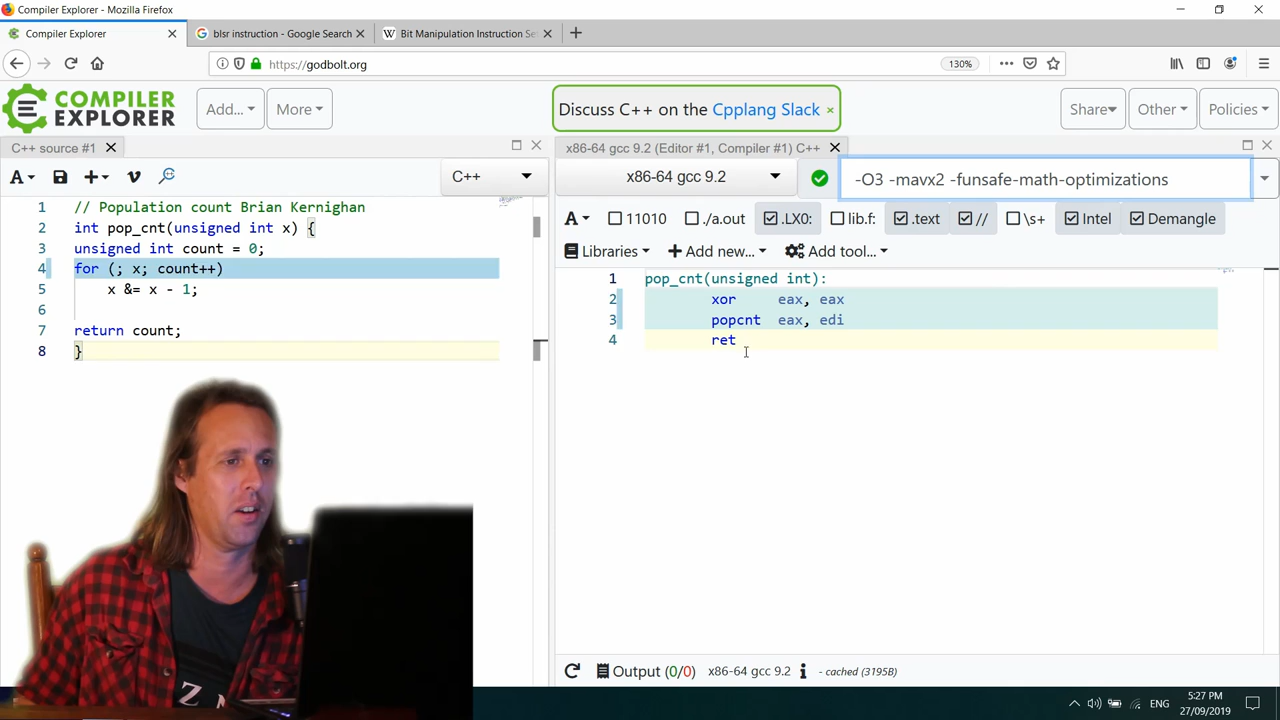 Compiler Explorer - Mozilla Firefox
Compiler Explorer
blsr instruction - Google Search
Bit Manipulation Instruction Se
https://godbolt.org
130%
COMPILER
EXPLORER
Add...
More
Discuss C++ on the Cpplang Slack ×
Share
Other
Policies
C++ source #1
x86-64 gcc 9.2 (Editor #1, Compiler #1) C++
A
C++
x86-64 gcc 9.2
-O3 -mavx2 -funsafe-math-optimizations
A
11010
./a.out
.LX0:
lib.f:
.text
//
\s+
Intel
Demangle
Libraries
+ Add new...
Add tool...
1 // Population count Brian Kernighan
2 int pop_cnt(unsigned int x) {
3 unsigned int count = 0;
4 for (; x; count++)
5 x &= x - 1;
6
7 return count;
8 }
1 pop_cnt(unsigned int):
2 xor eax, eax
3 popcnt eax, edi
4 ret
Z N
Output (0/0) x86-64 gcc 9.2 - cached (3195B)
ENG
5:27 PM
27/09/2019